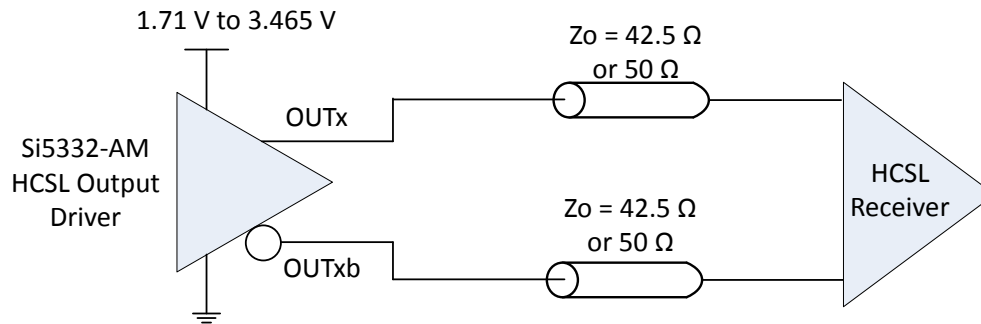 1.71 V to 3.465 V
Zo = 42.5 Ω
or 50 Ω
OUTx
Si5332-AM
HCSL Output
Driver
HCSL
Receiver
Zo = 42.5 Ω
or 50 Ω
OUTxb